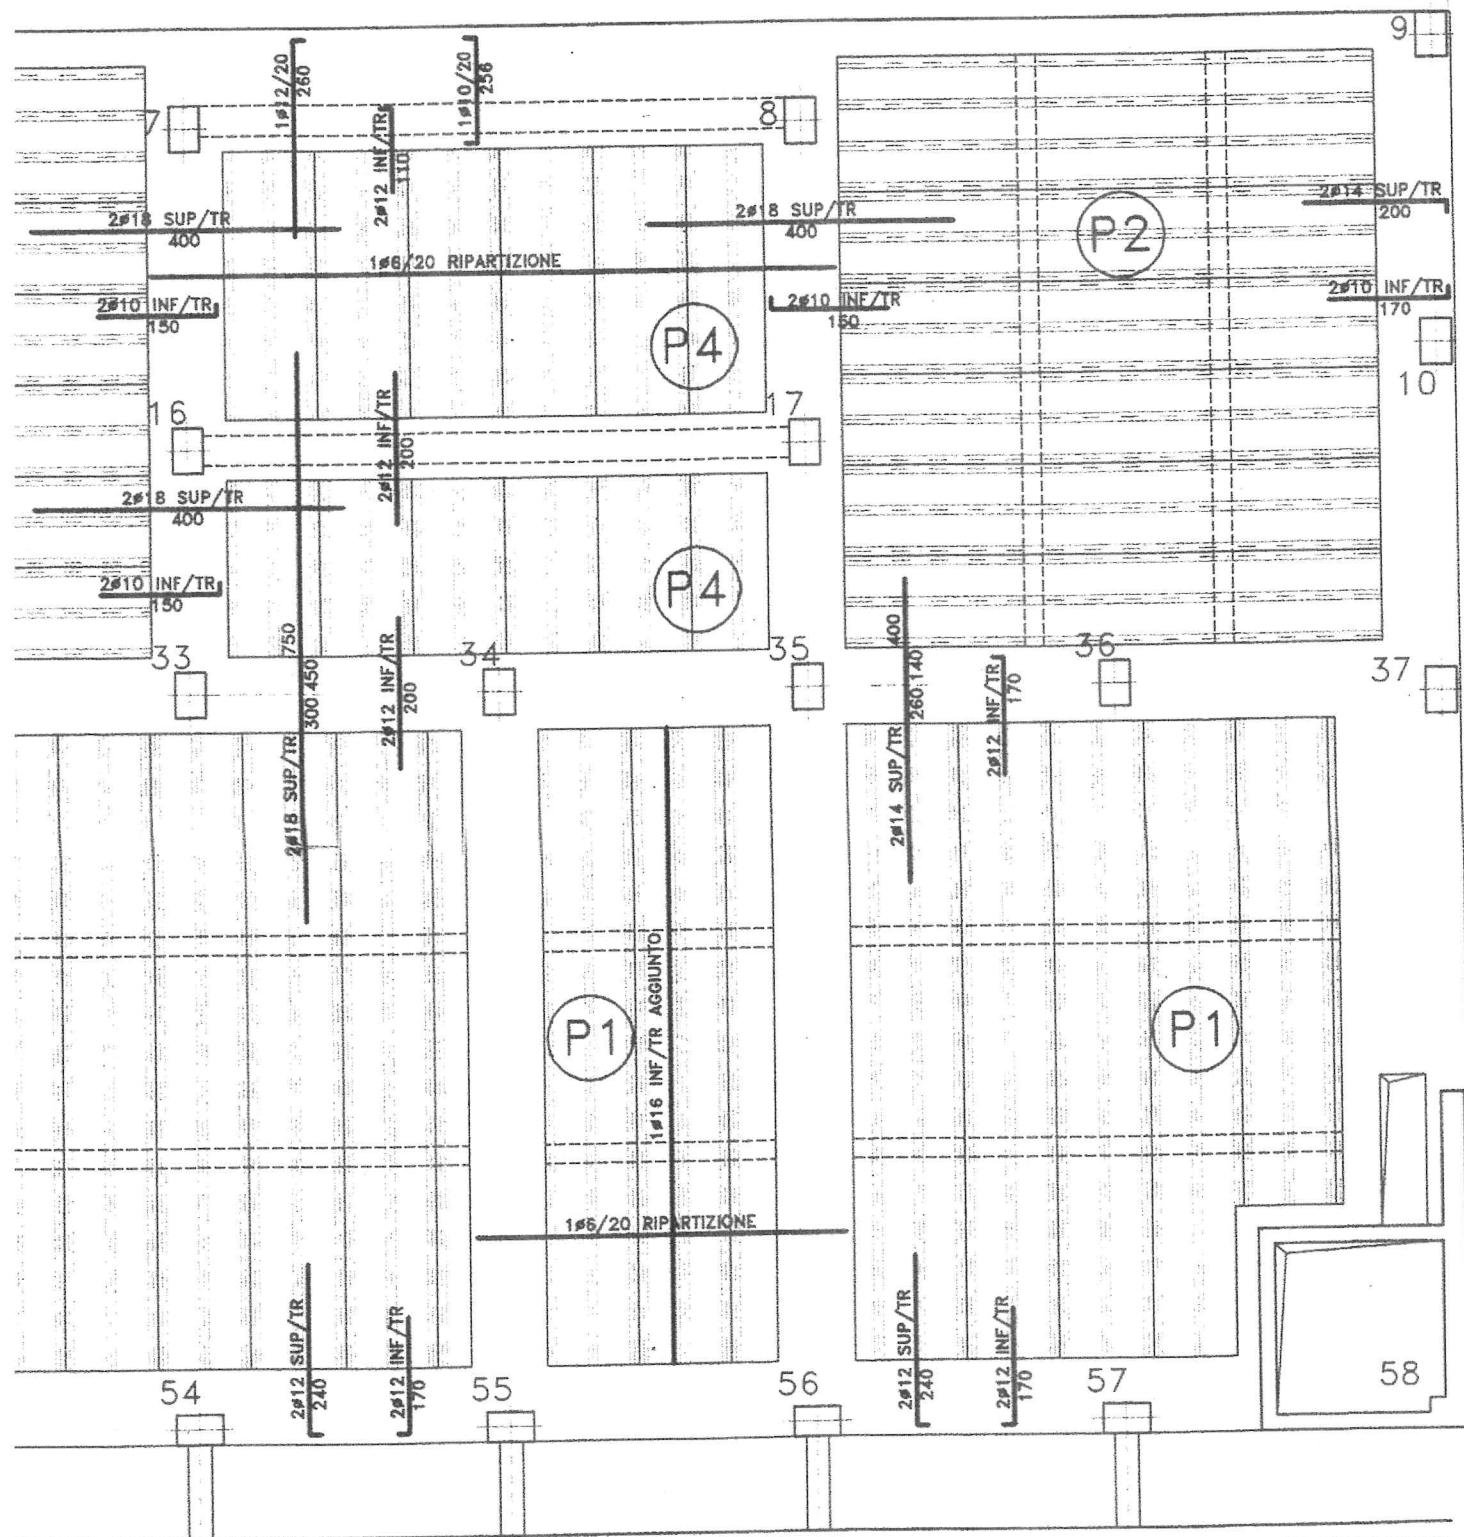 9
1ø12/20
260
1ø10/20
256
7
8
2ø12 INF/TR
110
2ø18 SUP/TR
400
2ø18 SUP/TR
400
2ø14 SUP/TR
200
P2
1ø6/20 RIPARTIZIONE
2ø10 INF/TR
150
2ø10 INF/TR
150
2ø10 INF/TR
170
P4
10
16
17
2ø12 INF/TR
200
2ø18 SUP/TR
400
2ø10 INF/TR
150
P4
33
34
35
36
37
750
300 450
2ø18 SUP/TR
2ø12 INF/TR
200
400
260 140
2ø14 SUP/TR
2ø12 INF/TR
170
1ø16 INF/TR AGGIUNTO
P1
P1
1ø6/20 RIPARTIZIONE
2ø12 SUP/TR
240
2ø12 INF/TR
170
2ø12 SUP/TR
240
2ø12 INF/TR
170
54
55
56
57
58